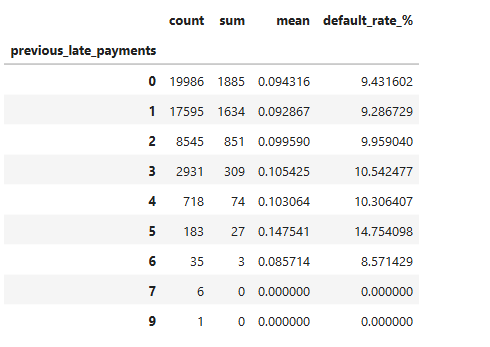 count sum mean default_rate_%
previous_late_payments
0 19986 1885 0.094316 9.431602
1 17595 1634 0.092867 9.286729
2 8545 851 0.099590 9.959040
3 2931 309 0.105425 10.542477
4 718 74 0.103064 10.306407
5 183 27 0.147541 14.754098
6 35 3 0.085714 8.571429
7 6 0 0.000000 0.000000
9 1 0 0.000000 0.000000